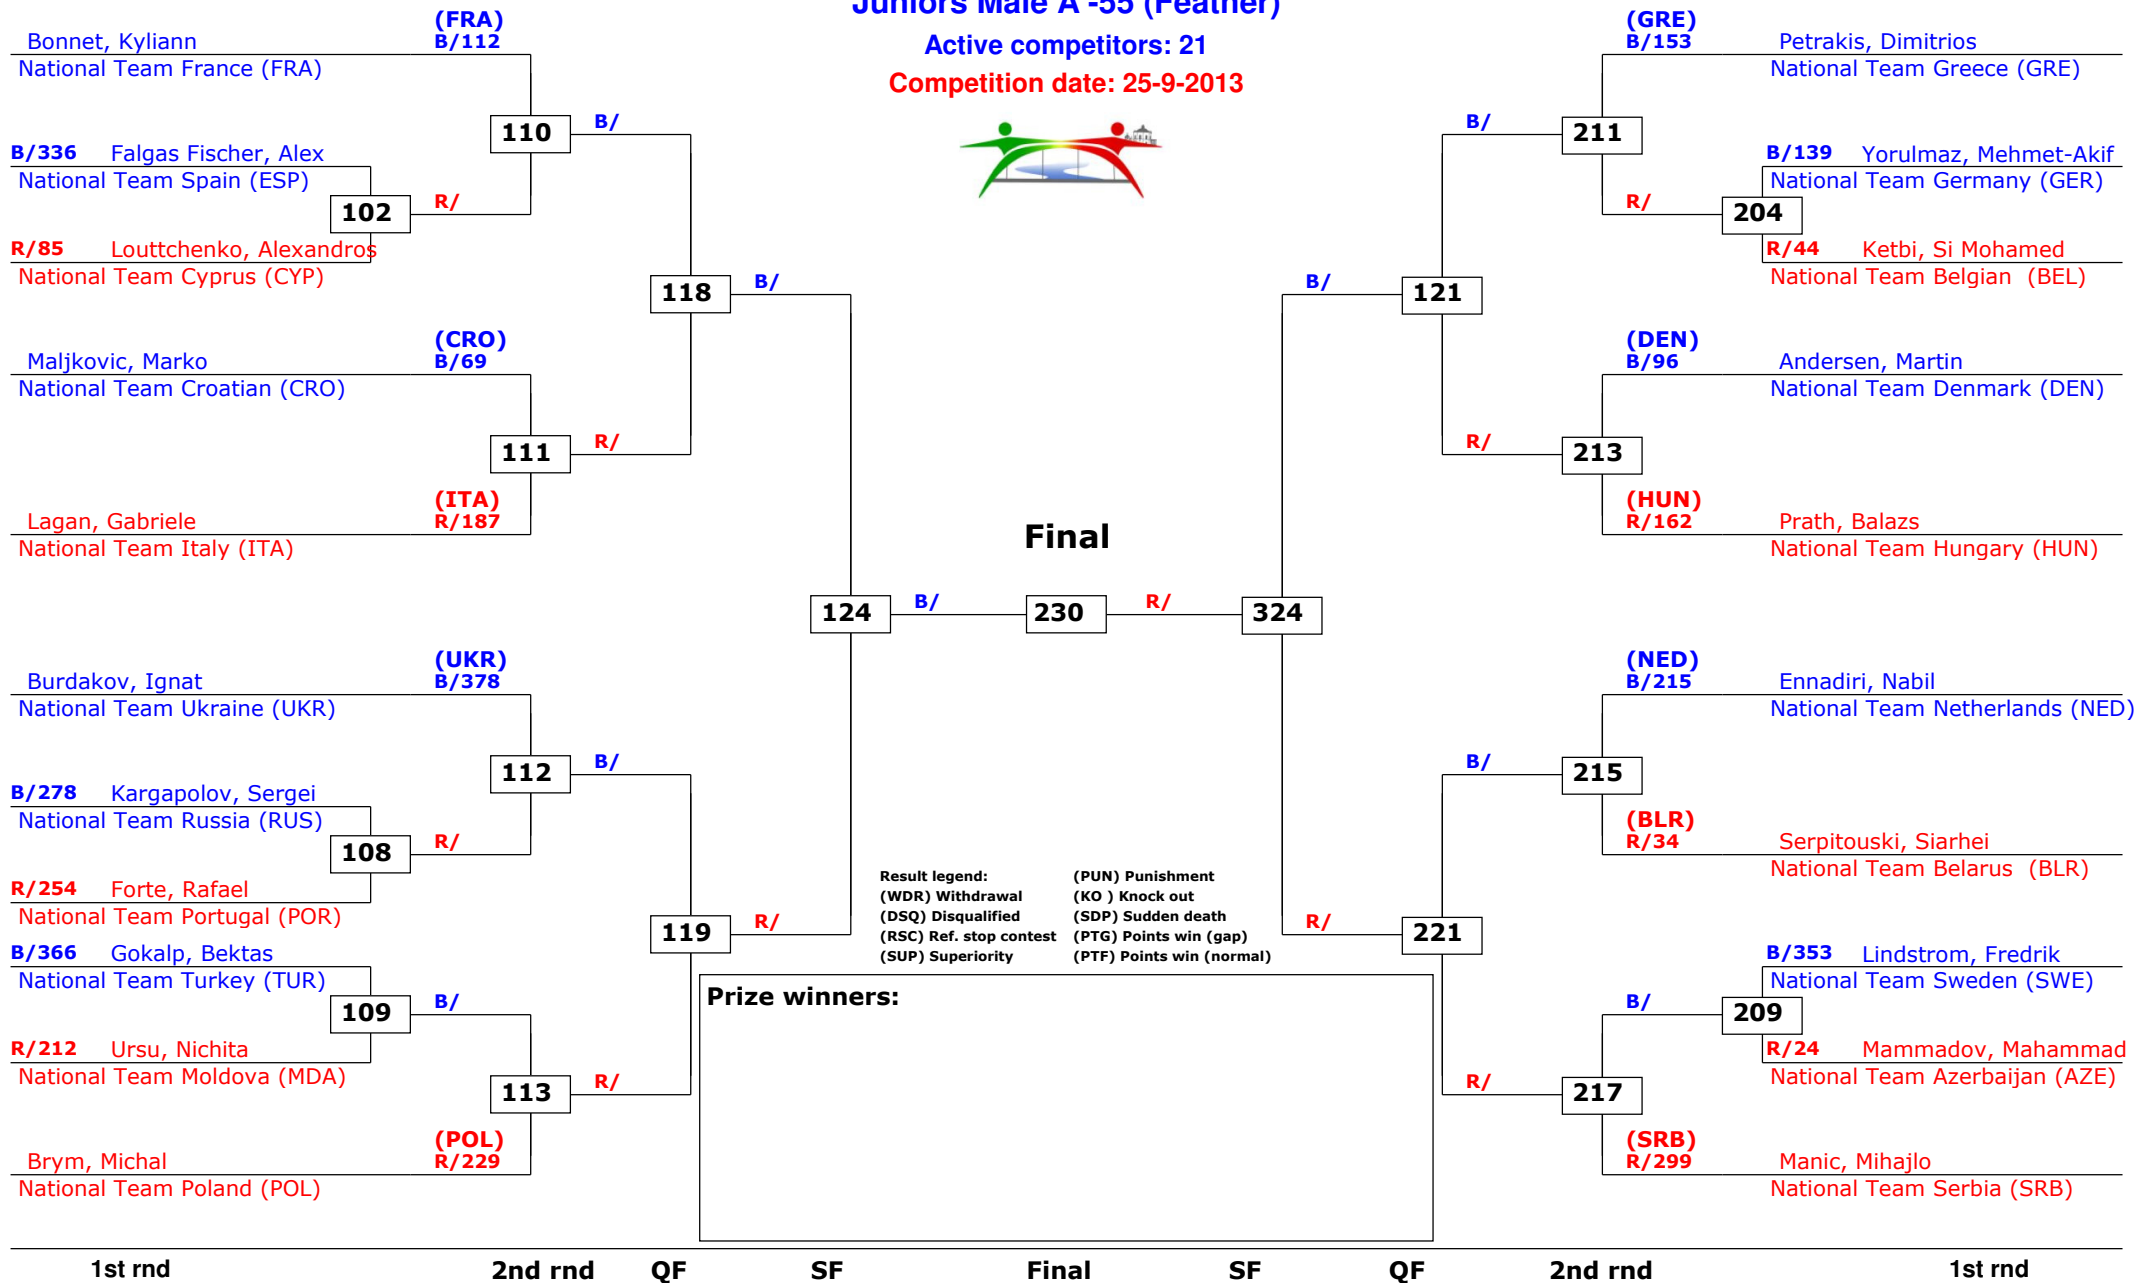 Juniors Male A -55 (Feather)
Active competitors: 21
Competition date: 25-9-2013
(FRA)
Bonnet, Kyliann B/112
National Team France (FRA)
110
B/
B/336 Falgas Fischer, Alex
National Team Spain (ESP)
102
R/
R/85 Louttchenko, Alexandros
National Team Cyprus (CYP)
118
B/
(CRO)
Maljkovic, Marko B/69
National Team Croatian (CRO)
111
R/
(ITA)
Lagan, Gabriele R/187
National Team Italy (ITA)
124
B/
(UKR)
Burdakov, Ignat B/378
National Team Ukraine (UKR)
112
B/
B/278 Kargapolov, Sergei
National Team Russia (RUS)
108
R/
R/254 Forte, Rafael
National Team Portugal (POR)
119
R/
B/366 Gokalp, Bektas
National Team Turkey (TUR)
109
B/
R/212 Ursu, Nichita
National Team Moldova (MDA)
113
R/
(POL)
Brym, Michal R/229
National Team Poland (POL)
Final
230
(GRE)
B/153 Petrakis, Dimitrios
National Team Greece (GRE)
B/
211
B/139 Yorulmaz, Mehmet-Akif
National Team Germany (GER)
R/
204
R/44 Ketbi, Si Mohamed
National Team Belgian (BEL)
B/
121
(DEN)
B/96 Andersen, Martin
National Team Denmark (DEN)
R/
213
(HUN)
R/162 Prath, Balazs
National Team Hungary (HUN)
R/
324
(NED)
B/215 Ennadiri, Nabil
National Team Netherlands (NED)
B/
215
(BLR)
R/34 Serpitouski, Siarhei
National Team Belarus (BLR)
R/
221
B/353 Lindstrom, Fredrik
National Team Sweden (SWE)
B/
209
R/24 Mammadov, Mahammad
National Team Azerbaijan (AZE)
R/
217
(SRB)
R/299 Manic, Mihajlo
National Team Serbia (SRB)
Result legend: (PUN) Punishment
(WDR) Withdrawal (KO ) Knock out
(DSQ) Disqualified (SDP) Sudden death
(RSC) Ref. stop contest (PTG) Points win (gap)
(SUP) Superiority (PTF) Points win (normal)
Prize winners:
1st rnd 2nd rnd QF SF Final SF QF 2nd rnd 1st rnd